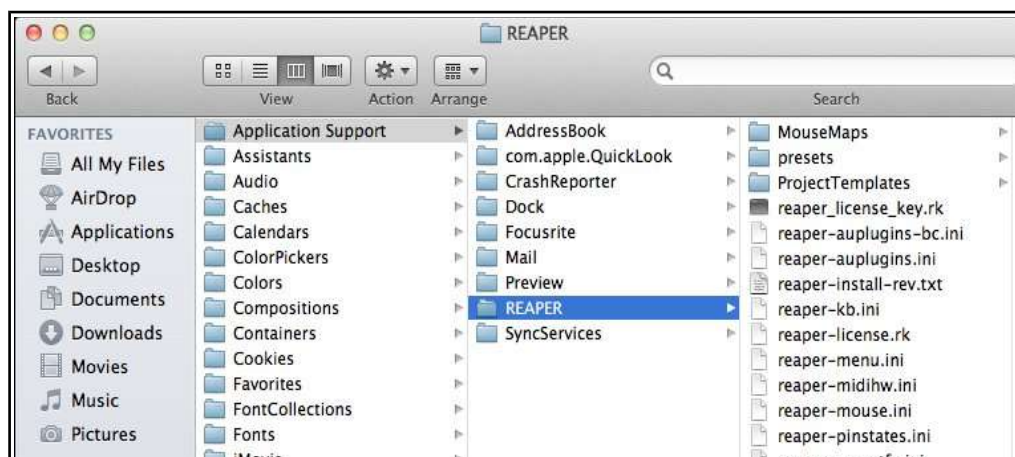 REAPER
Back
View
Action
Arrange
Search
FAVORITES
All My Files
AirDrop
Applications
Desktop
Documents
Downloads
Movies
Music
Pictures
Application Support
Assistants
Audio
Caches
Calendars
ColorPickers
Colors
Compositions
Containers
Cookies
Favorites
FontCollections
Fonts
AddressBook
com.apple.QuickLook
CrashReporter
Dock
Focusrite
Mail
Preview
REAPER
SyncServices
MouseMaps
presets
ProjectTemplates
reaper_license_key.rk
reaper-auplugins-bc.ini
reaper-auplugins.ini
reaper-install-rev.txt
reaper-kb.ini
reaper-license.rk
reaper-menu.ini
reaper-midihw.ini
reaper-mouse.ini
reaper-pinstates.ini